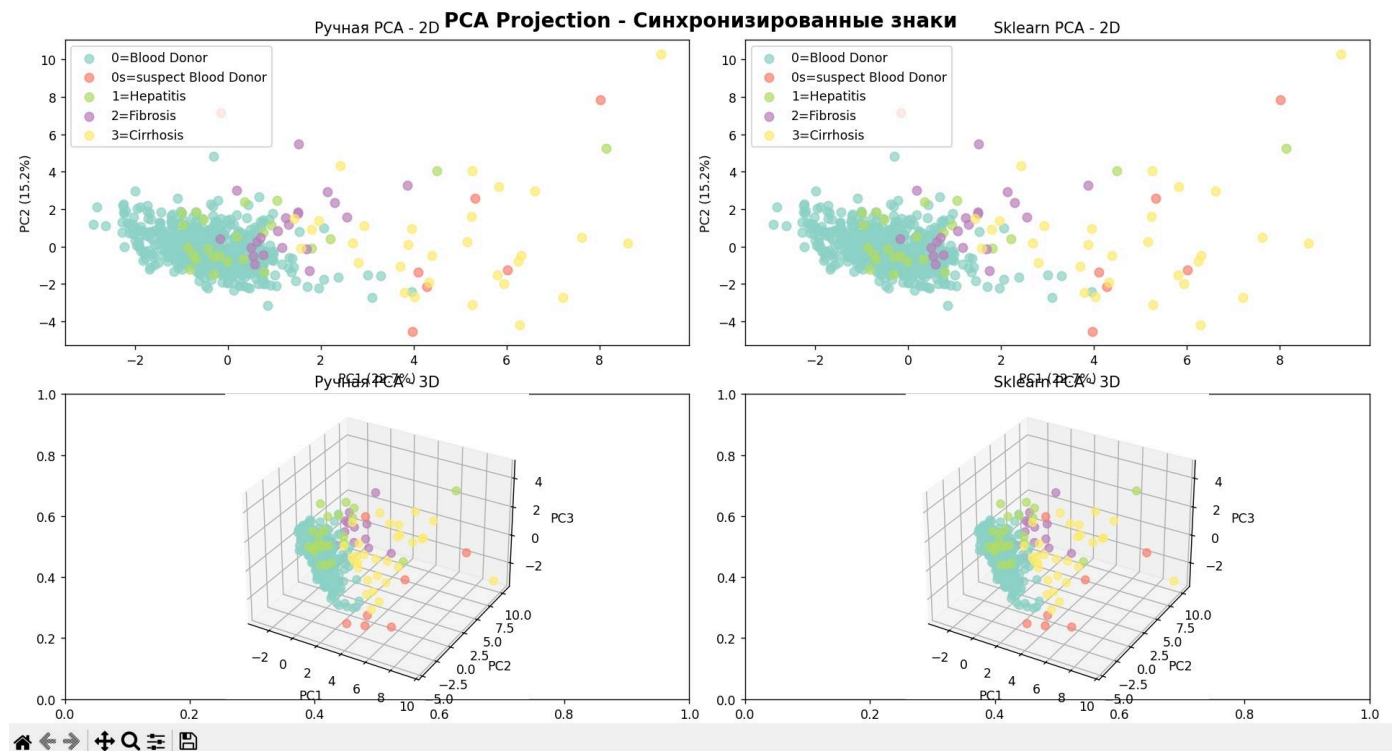 PCA Projection - Синхронизированные знаки
Ручная PCA - 2D
0=Blood Donor
0s=suspect Blood Donor
1=Hepatitis
2=Fibrosis
3=Cirrhosis
10
8
6
4
2
0
−2
−4
PC2 (15.2%)
−2 0 2 4 6 8
PC1 (22.7%)
Sklearn PCA - 2D
0=Blood Donor
0s=suspect Blood Donor
1=Hepatitis
2=Fibrosis
3=Cirrhosis
10
8
6
4
2
0
−2
−4
PC2 (15.2%)
−2 0 2 4 6 8
PC1 (22.7%)
Ручная PCA - 3D
1.0
0.8
0.6
0.4
0.2
0.0
0.0 0.2 0.4 0.6 0.8 1.0
4
2
0
−2
PC3
10.0
7.5
5.0
2.5
0.0
−2.5
−5.0
PC2
−2 0 2 4 6 8 10
PC1
Sklearn PCA - 3D
1.0
0.8
0.6
0.4
0.2
0.0
0.0 0.2 0.4 0.6 0.8 1.0
4
2
0
−2
PC3
10.0
7.5
5.0
2.5
0.0
−2.5
−5.0
PC2
−2 0 2 4 6 8 10
PC1